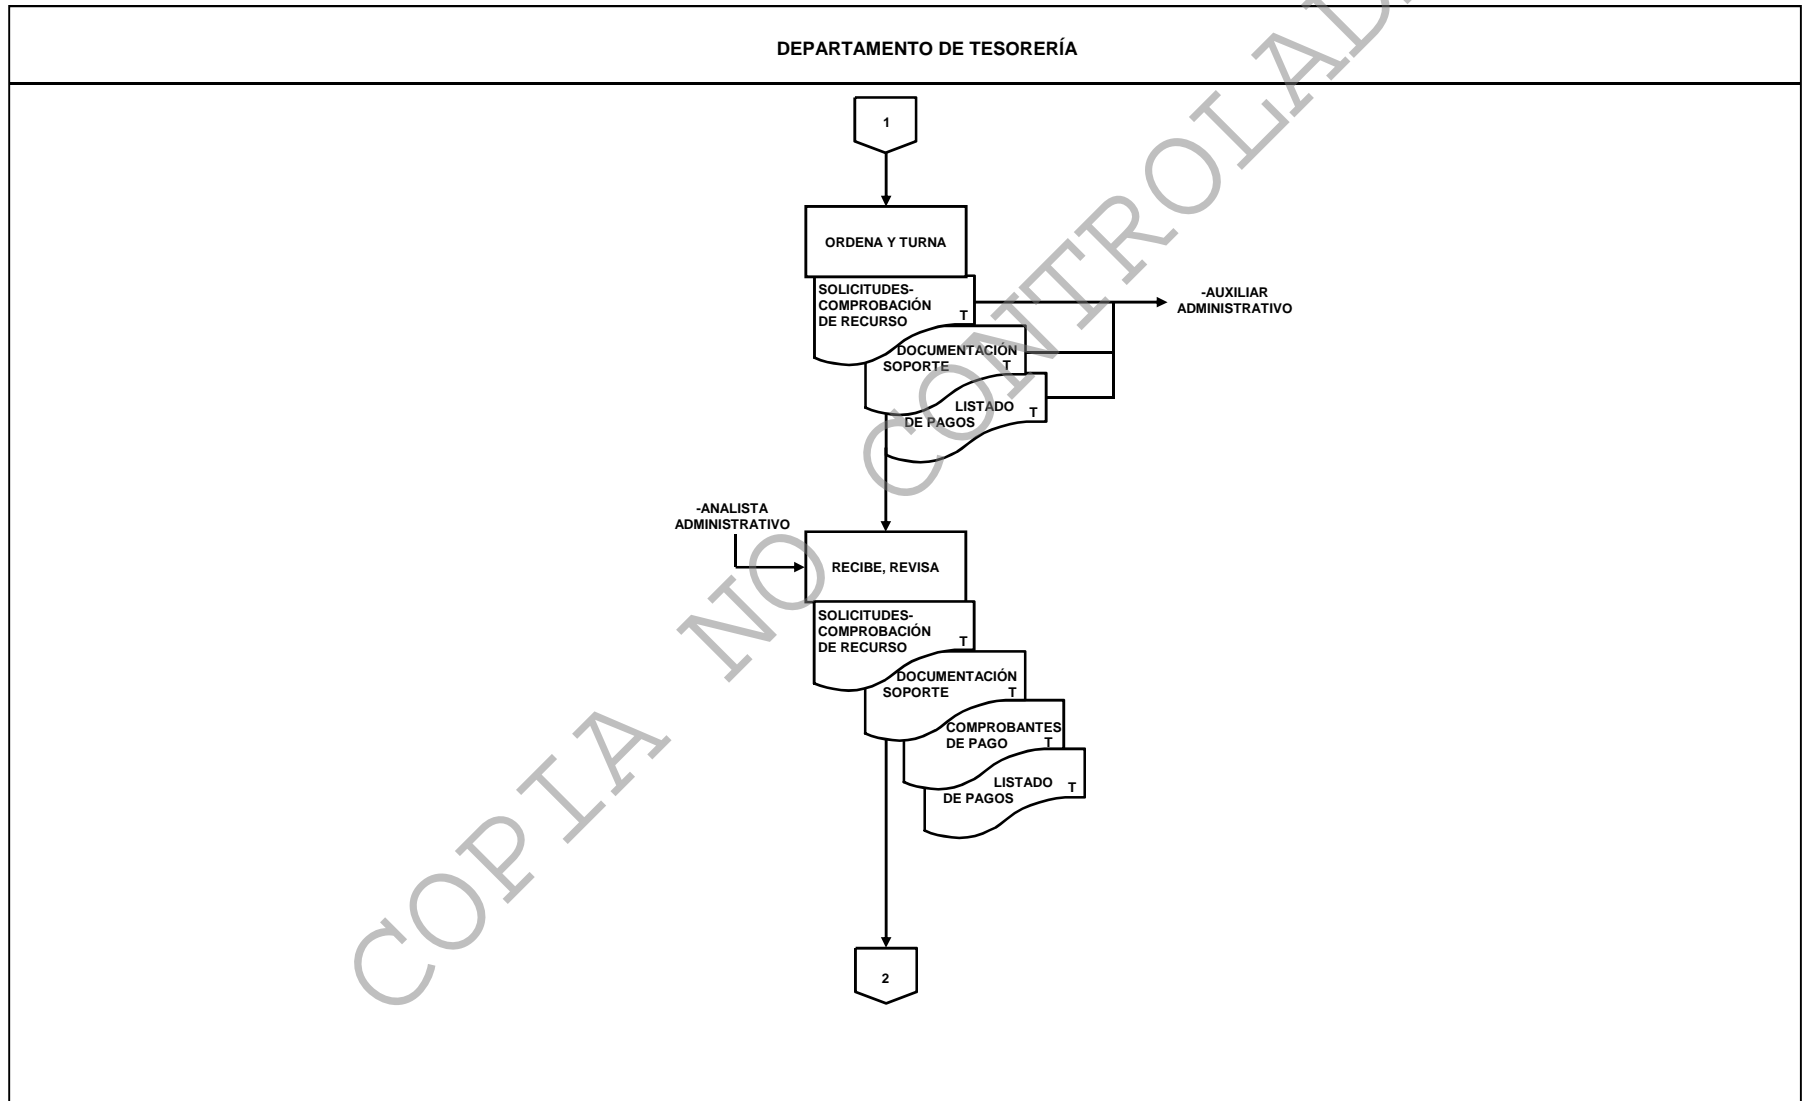 DEPARTAMENTO DE TESORERÍA
1
ORDENA Y TURNA
SOLICITUDES-
COMPROBACIÓN
DE RECURSO
T
-AUXILIAR
ADMINISTRATIVO
DOCUMENTACIÓN
SOPORTE
T
LISTADO
DE PAGOS
T
-ANALISTA
ADMINISTRATIVO
RECIBE, REVISA
SOLICITUDES-
COMPROBACIÓN
DE RECURSO
T
DOCUMENTACIÓN
SOPORTE
T
COMPROBANTES
DE PAGO
T
LISTADO
DE PAGOS
T
2
COPIA NO CONTROLAD